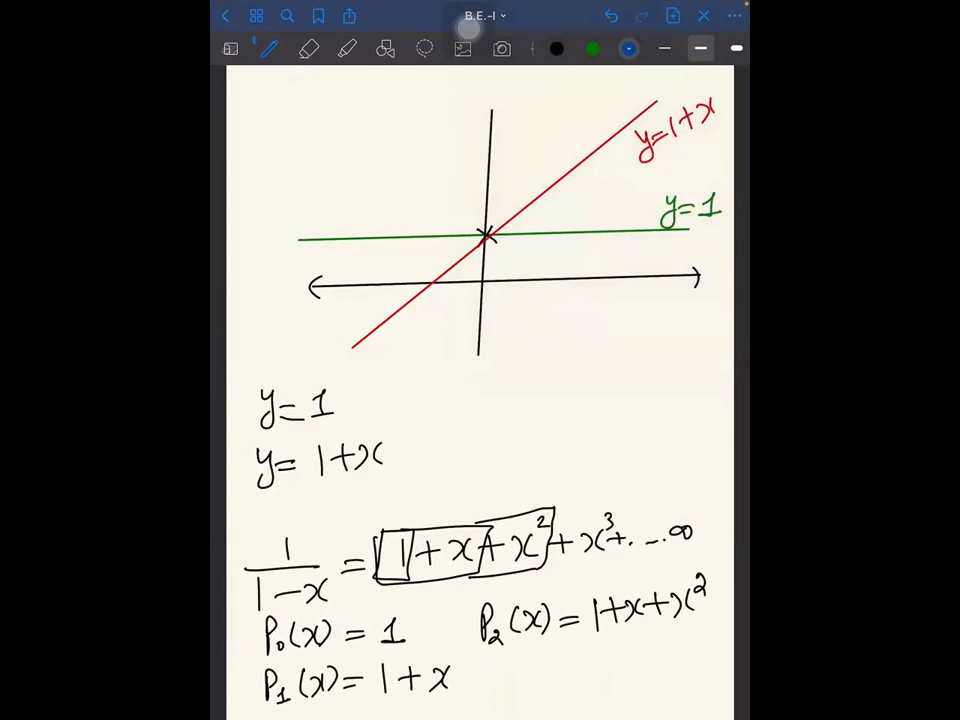 B.E.-I
y=1+x
y=1
y=1
y=1+x
1/(1-x) = 1+x+x²+x³+...∞
P₀(x) = 1
P₂(x) = 1+x+x²
P₁(x) = 1+x